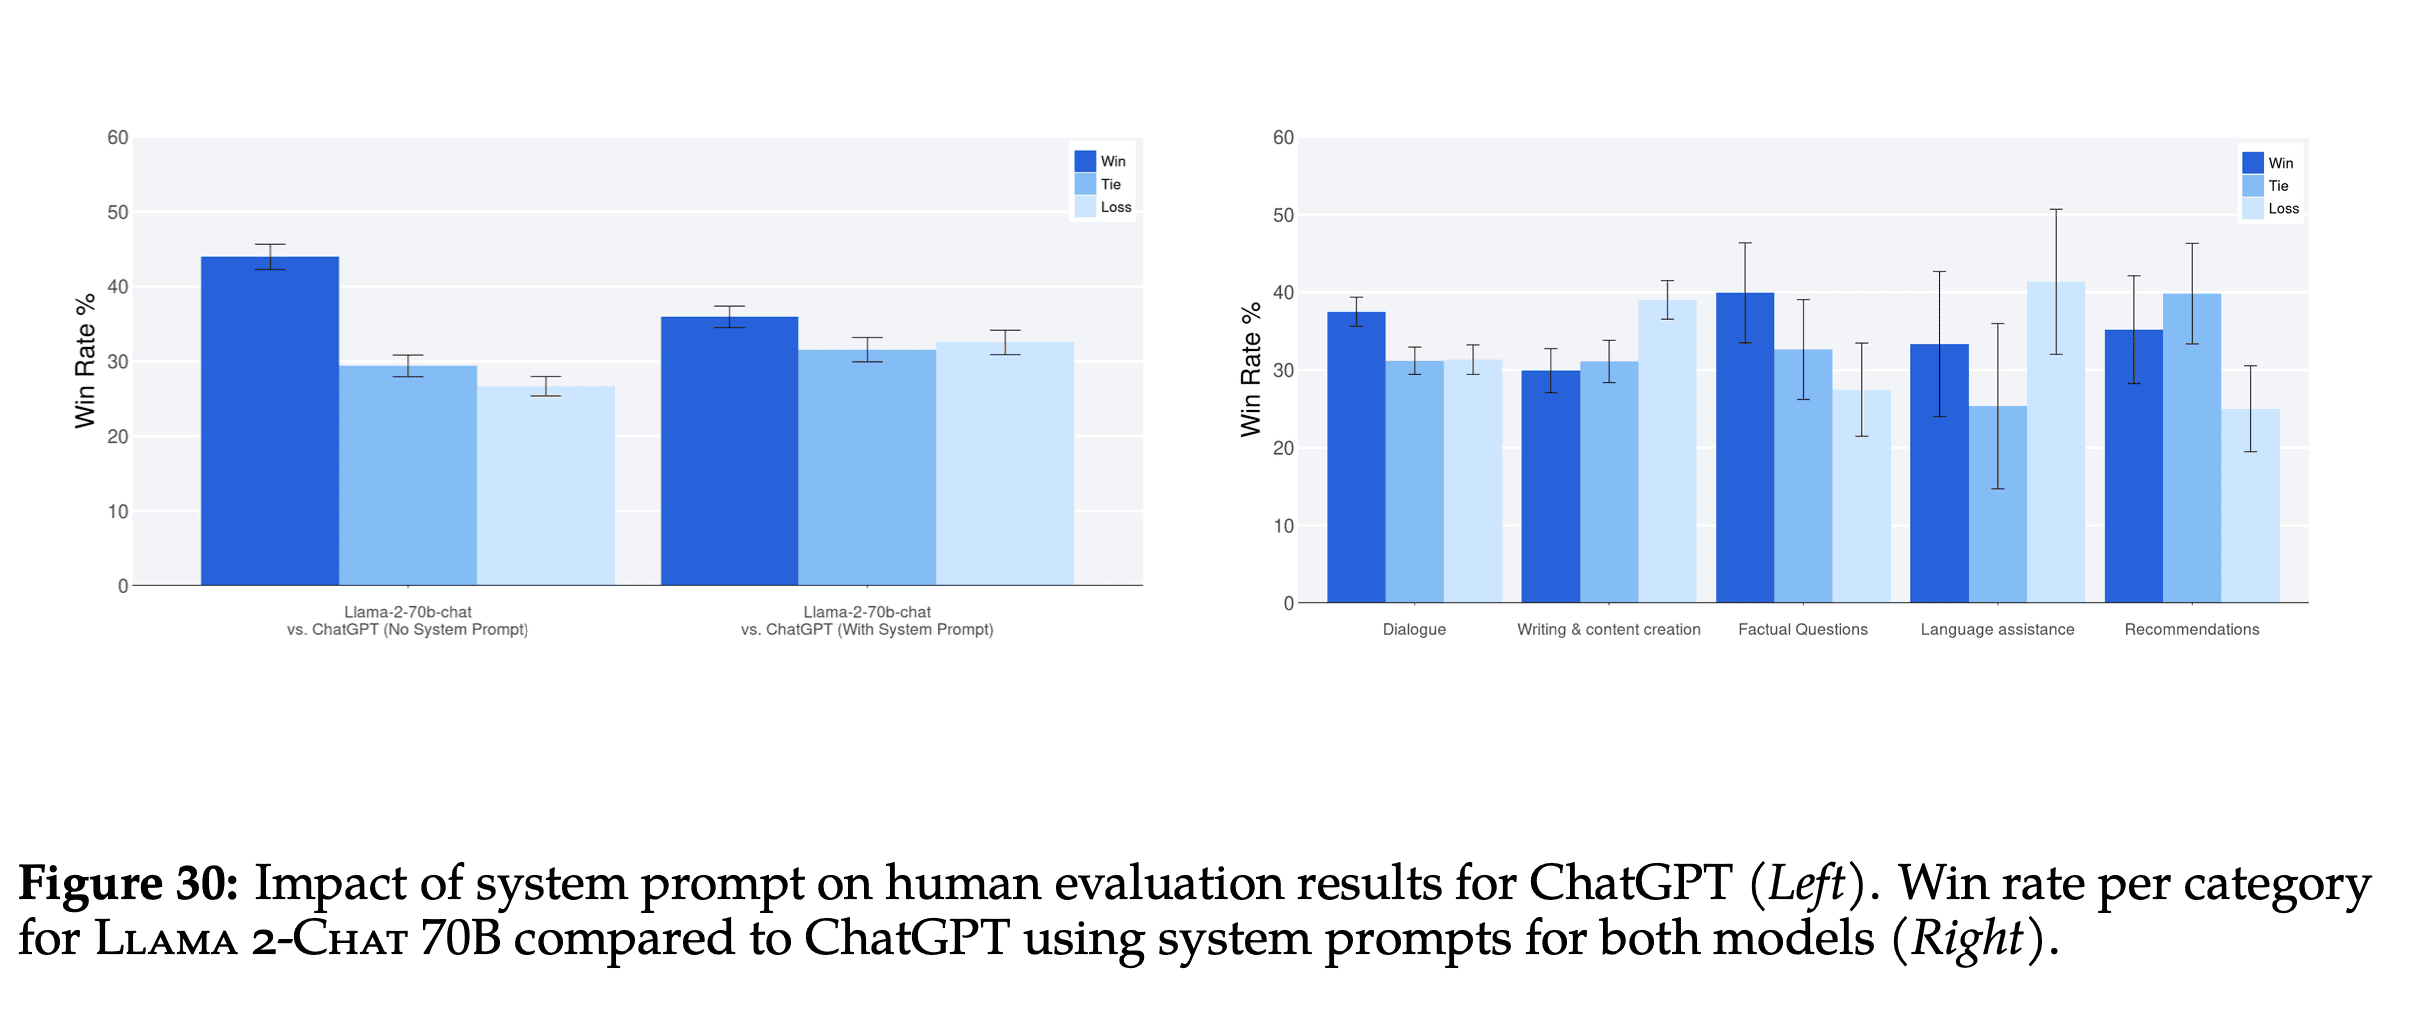 60
50
40
30
20
10
0
Win Rate %
Win
Tie
Loss
Llama-2-70b-chat
vs. ChatGPT (No System Prompt)
Llama-2-70b-chat
vs. ChatGPT (With System Prompt)
60
50
40
30
20
10
0
Win Rate %
Win
Tie
Loss
Dialogue
Writing & content creation
Factual Questions
Language assistance
Recommendations
Figure 30: Impact of system prompt on human evaluation results for ChatGPT (Left). Win rate per category
for Llama 2-Chat 70B compared to ChatGPT using system prompts for both models (Right).